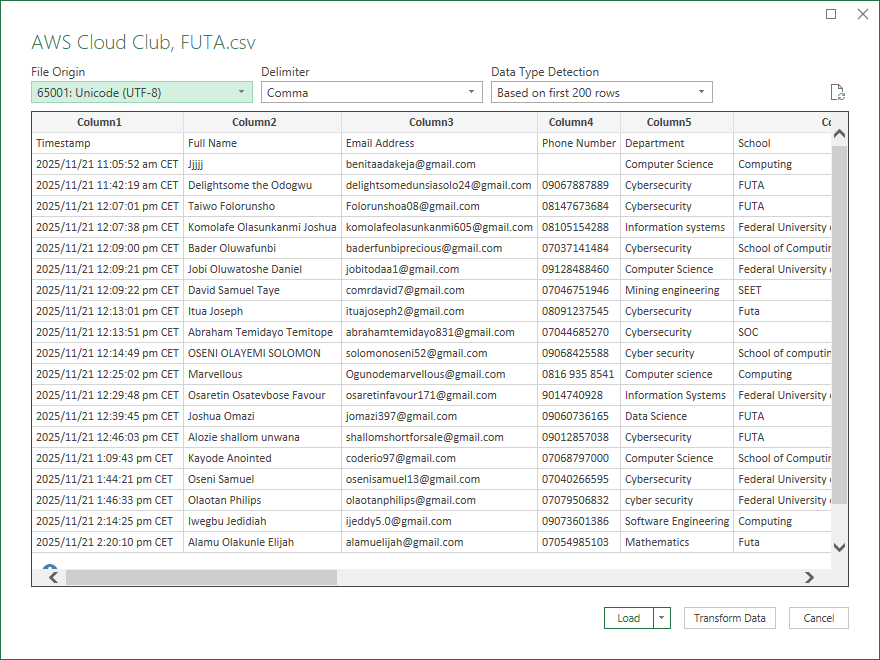 AWS Cloud Club, FUTA.csv
File Origin Delimiter Data Type Detection
65001: Unicode (UTF-8) Comma Based on first 200 rows
Column1 Column2 Column3 Column4 Column5
Timestamp Full Name Email Address Phone Number Department School
2025/11/21 11:05:52 am CET Jjjjj benitaadakeja@gmail.com Computer Science Computing
2025/11/21 11:42:19 am CET Delightsome the Odogwu delightsomedunsiasolo24@gmail.com 09067887889 Cybersecurity FUTA
2025/11/21 12:07:01 pm CET Taiwo Folorunsho Folorunshoa08@gmail.com 08147673684 Cybersecurity FUTA
2025/11/21 12:07:38 pm CET Komolafe Olasunkanmi Joshua komolafeolasunkanmi605@gmail.com 08105154288 Information systems Federal University
2025/11/21 12:09:00 pm CET Bader Oluwafunbi baderfunbiprecious@gmail.com 07037141484 Cybersecurity School of Computin
2025/11/21 12:09:21 pm CET Jobi Oluwatoshe Daniel jobitodaa1@gmail.com 09128488460 Computer Science Federal University
2025/11/21 12:09:22 pm CET David Samuel Taye comrdavid7@gmail.com 07046751946 Mining engineering SEET
2025/11/21 12:13:01 pm CET Itua Joseph ituajoseph2@gmail.com 08091237545 Cybersecurity Futa
2025/11/21 12:13:51 pm CET Abraham Temidayo Temitope abrahamtemidayo831@gmail.com 07044685270 Cybersecurity SOC
2025/11/21 12:14:49 pm CET OSENI OLAYEMI SOLOMON solomonoseni52@gmail.com 09068425588 Cyber security School of computin
2025/11/21 12:25:02 pm CET Marvellous Ogunodemarvellous@gmail.com 0816 935 8541 Computer science Computing
2025/11/21 12:29:48 pm CET Osaretin Osatevbose Favour osaretinfavour171@gmail.com 9014740928 Information Systems Federal University
2025/11/21 12:39:45 pm CET Joshua Omazi jomazi397@gmail.com 09060736165 Data Science FUTA
2025/11/21 12:46:03 pm CET Alozie shallom unwana shallomshortforsale@gmail.com 09012857038 Cybersecurity FUTA
2025/11/21 1:09:43 pm CET Kayode Anointed coderio97@gmail.com 07068797000 Computer Science School of Computin
2025/11/21 1:44:21 pm CET Oseni Samuel osenisamuel13@gmail.com 07040266595 Cybersecurity Federal University
2025/11/21 1:46:33 pm CET Olaotan Philips olaotanphilips@gmail.com 07079506832 cyber security Federal University
2025/11/21 2:14:25 pm CET Iwegbu Jedidiah ijeddy5.0@gmail.com 09073601386 Software Engineering Computing
2025/11/21 2:20:10 pm CET Alamu Olakunle Elijah alamuelijah@gmail.com 07054985103 Mathematics Futa
Load Transform Data Cancel